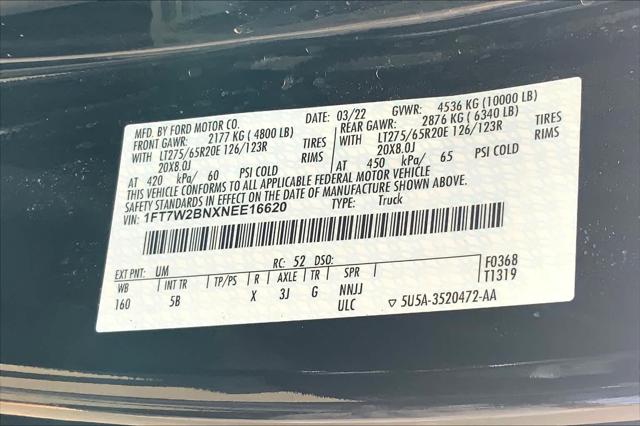 MFD. BY FORD MOTOR CO. DATE: 03/22 GVWR: 4536 KG (10000 LB)
FRONT GAWR: 2177 KG (4800 LB) REAR GAWR: 2876 KG (6340 LB)
WITH LT275/65R20E 126/123R TIRES WITH LT275/65R20E 126/123R TIRES
20X8.0J RIMS 20X8.0J RIMS
AT 420 kPa/ 60 PSI COLD AT 450 kPa/ 65 PSI COLD
THIS VEHICLE CONFORMS TO ALL APPLICABLE FEDERAL MOTOR VEHICLE
SAFETY STANDARDS IN EFFECT ON THE DATE OF MANUFACTURE SHOWN ABOVE.
VIN: 1FT7W2BNXNEE16620 TYPE: Truck
EXT PNT: UM RC: 52 DSO: F0368
WB INT TR TP/PS R AXLE TR SPR T1319
160 5B X 3J G NNJJ
ULC ▽ 5U5A-3520472-AA